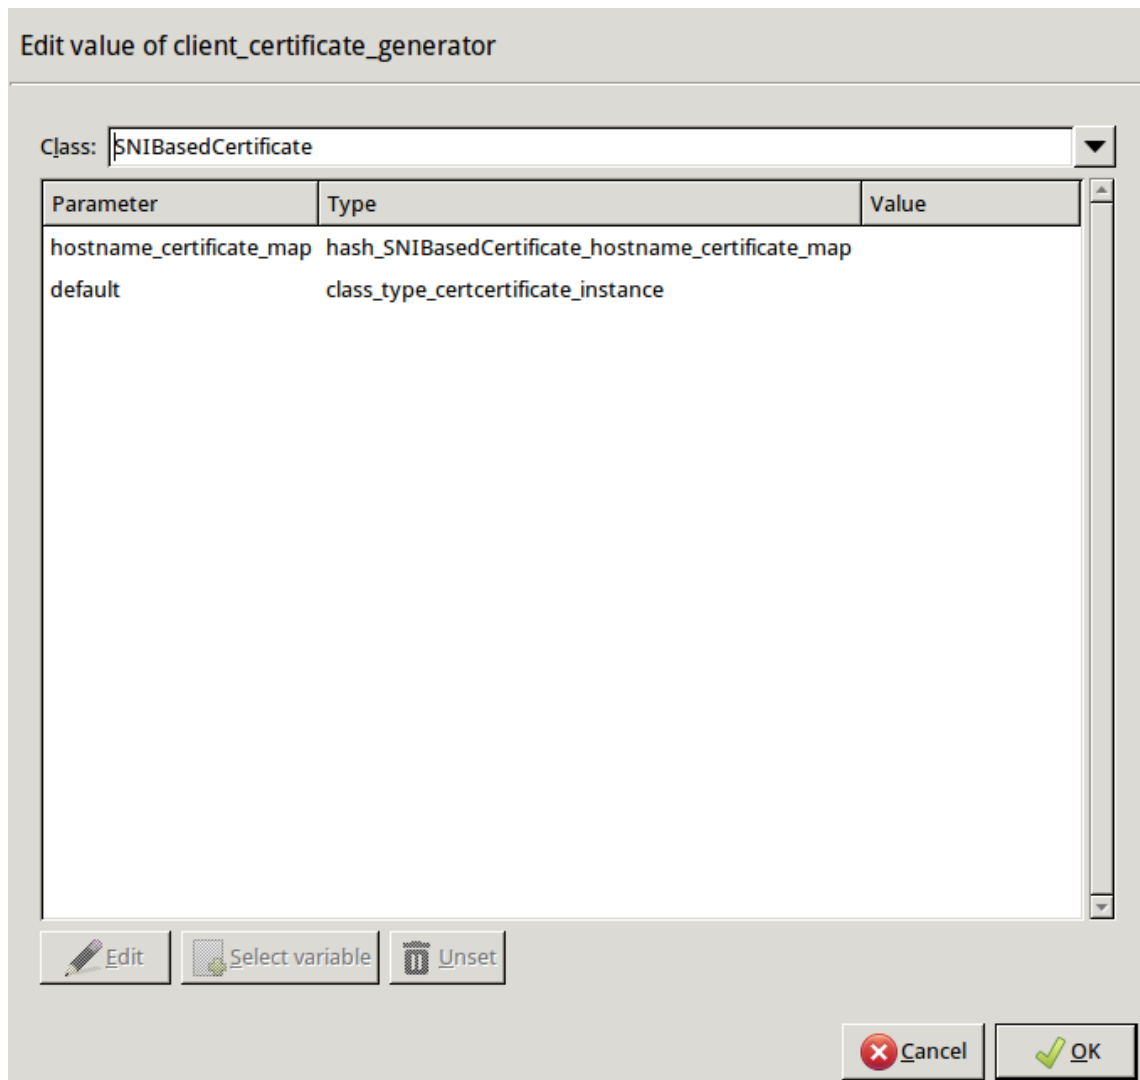 Edit value of client_certificate_generator
Class: SNIBasedCertificate
Parameter Type Value
hostname_certificate_map hash_SNIBasedCertificate_hostname_certificate_map
default class_type_certcertificate_instance
Edit Select variable Unset
Cancel OK